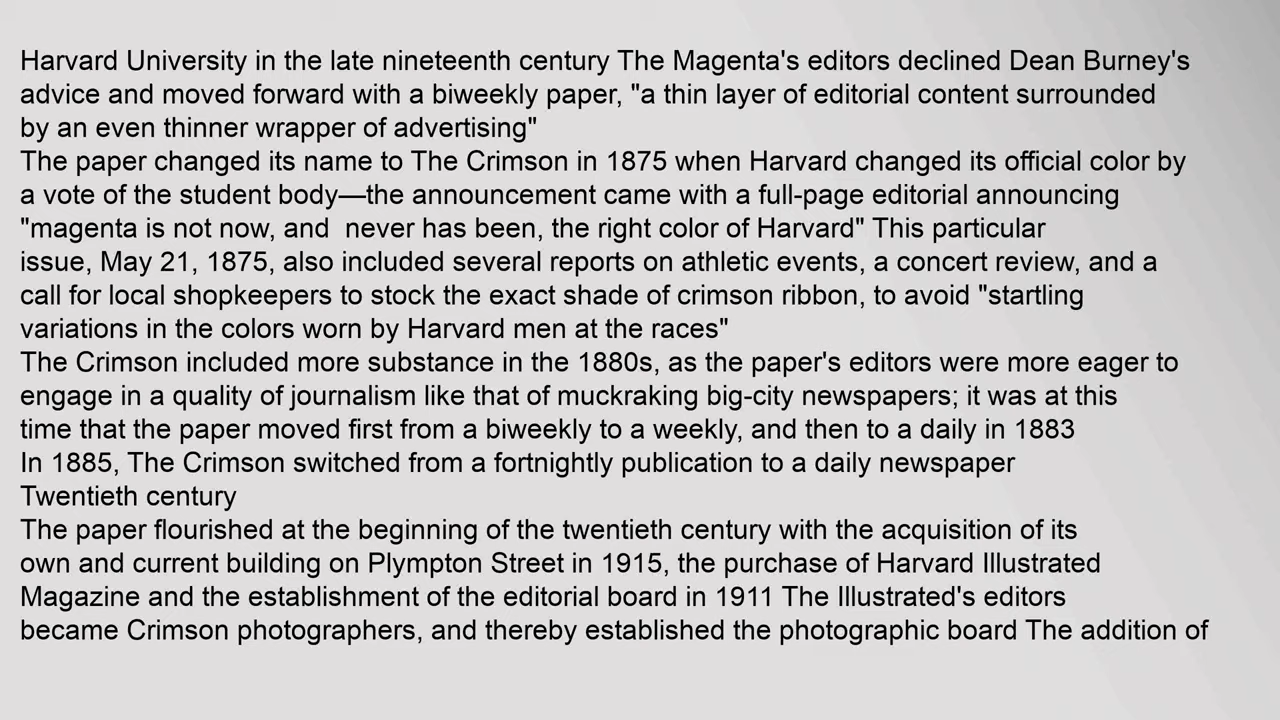 Harvard University in the late nineteenth century The Magenta's editors declined Dean Burney's
advice and moved forward with a biweekly paper, "a thin layer of editorial content surrounded
by an even thinner wrapper of advertising"
The paper changed its name to The Crimson in 1875 when Harvard changed its official color by
a vote of the student body—the announcement came with a full-page editorial announcing
"magenta is not now, and  never has been, the right color of Harvard" This particular
issue, May 21, 1875, also included several reports on athletic events, a concert review, and a
call for local shopkeepers to stock the exact shade of crimson ribbon, to avoid "startling
variations in the colors worn by Harvard men at the races"
The Crimson included more substance in the 1880s, as the paper's editors were more eager to
engage in a quality of journalism like that of muckraking big-city newspapers; it was at this
time that the paper moved first from a biweekly to a weekly, and then to a daily in 1883
In 1885, The Crimson switched from a fortnightly publication to a daily newspaper
Twentieth century
The paper flourished at the beginning of the twentieth century with the acquisition of its
own and current building on Plympton Street in 1915, the purchase of Harvard Illustrated
Magazine and the establishment of the editorial board in 1911 The Illustrated's editors
became Crimson photographers, and thereby established the photographic board The addition of